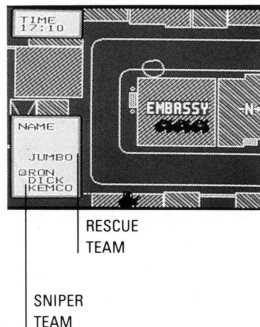 TIME
17:10
EMBASSY
-N-
NAME
JUMBO
RON
DICK
KEMCO
RESCUE
TEAM
SNIPER
TEAM